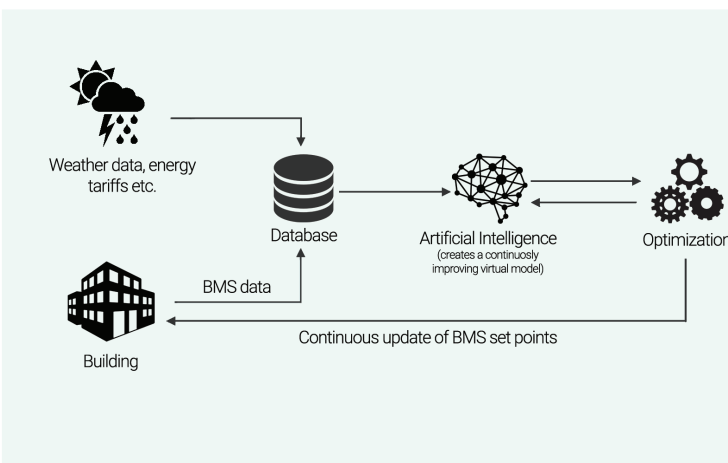 Weather data, energy
tariffs etc.
Database
Artificial Intelligence
(creates a continuosly
improving virtual model)
Optimization
BMS data
Continuous update of BMS set points
Building